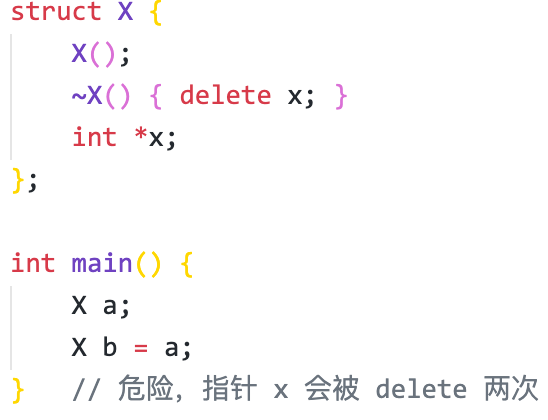 struct X {
    X();
    ~X() { delete x; }
    int *x;
};

int main() {
    X a;
    X b = a;
}   // 危险，指针 x 会被 delete 两次